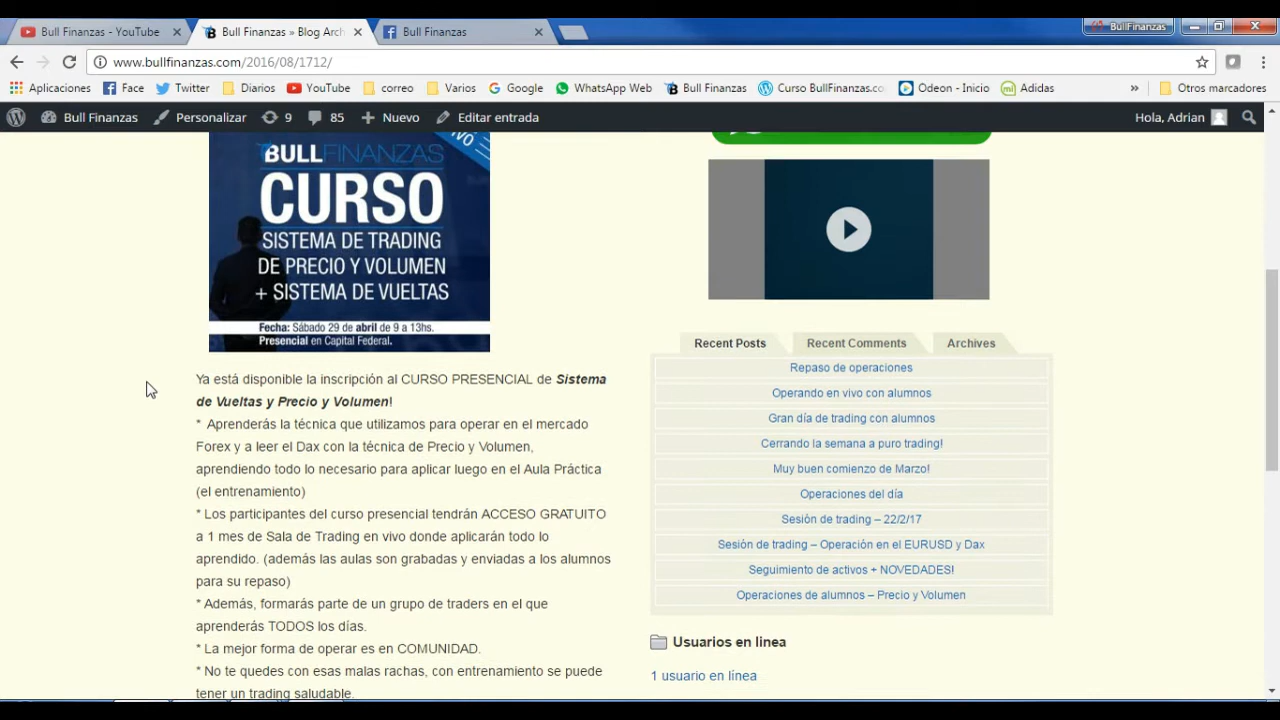 Bull Finanzas - YouTube
Bull Finanzas » Blog Arch
Bull Finanzas
BullFinanzas
www.bullfinanzas.com/2016/08/1712/
Aplicaciones Face Twitter Diarios YouTube correo Varios Google WhatsApp Web Bull Finanzas Curso BullFinanzas.co Odeon - Inicio Adidas » Otros marcadores
Bull Finanzas Personalizar 9 85 Nuevo Editar entrada Hola, Adrian
BULLFINANZAS
CURSO
SISTEMA DE TRADING
DE PRECIO Y VOLUMEN
+ SISTEMA DE VUELTAS
Fecha: Sábado 29 de abril de 9 a 13hs.
Presencial en Capital Federal.
Ya está disponible la inscripción al CURSO PRESENCIAL de Sistema
de Vueltas y Precio y Volumen!
* Aprenderás la técnica que utilizamos para operar en el mercado
Forex y a leer el Dax con la técnica de Precio y Volumen,
aprendiendo todo lo necesario para aplicar luego en el Aula Práctica
(el entrenamiento)
* Los participantes del curso presencial tendrán ACCESO GRATUITO
a 1 mes de Sala de Trading en vivo donde aplicarán todo lo
aprendido. (además las aulas son grabadas y enviadas a los alumnos
para su repaso)
* Además, formarás parte de un grupo de traders en el que
aprenderás TODOS los días.
* La mejor forma de operar es en COMUNIDAD.
* No te quedes con esas malas rachas, con entrenamiento se puede
tener un trading saludable.
Recent Posts Recent Comments Archives
Repaso de operaciones
Operando en vivo con alumnos
Gran día de trading con alumnos
Cerrando la semana a puro trading!
Muy buen comienzo de Marzo!
Operaciones del día
Sesión de trading – 22/2/17
Sesión de trading – Operación en el EURUSD y Dax
Seguimiento de activos + NOVEDADES!
Operaciones de alumnos – Precio y Volumen
Usuarios en linea
1 usuario en línea